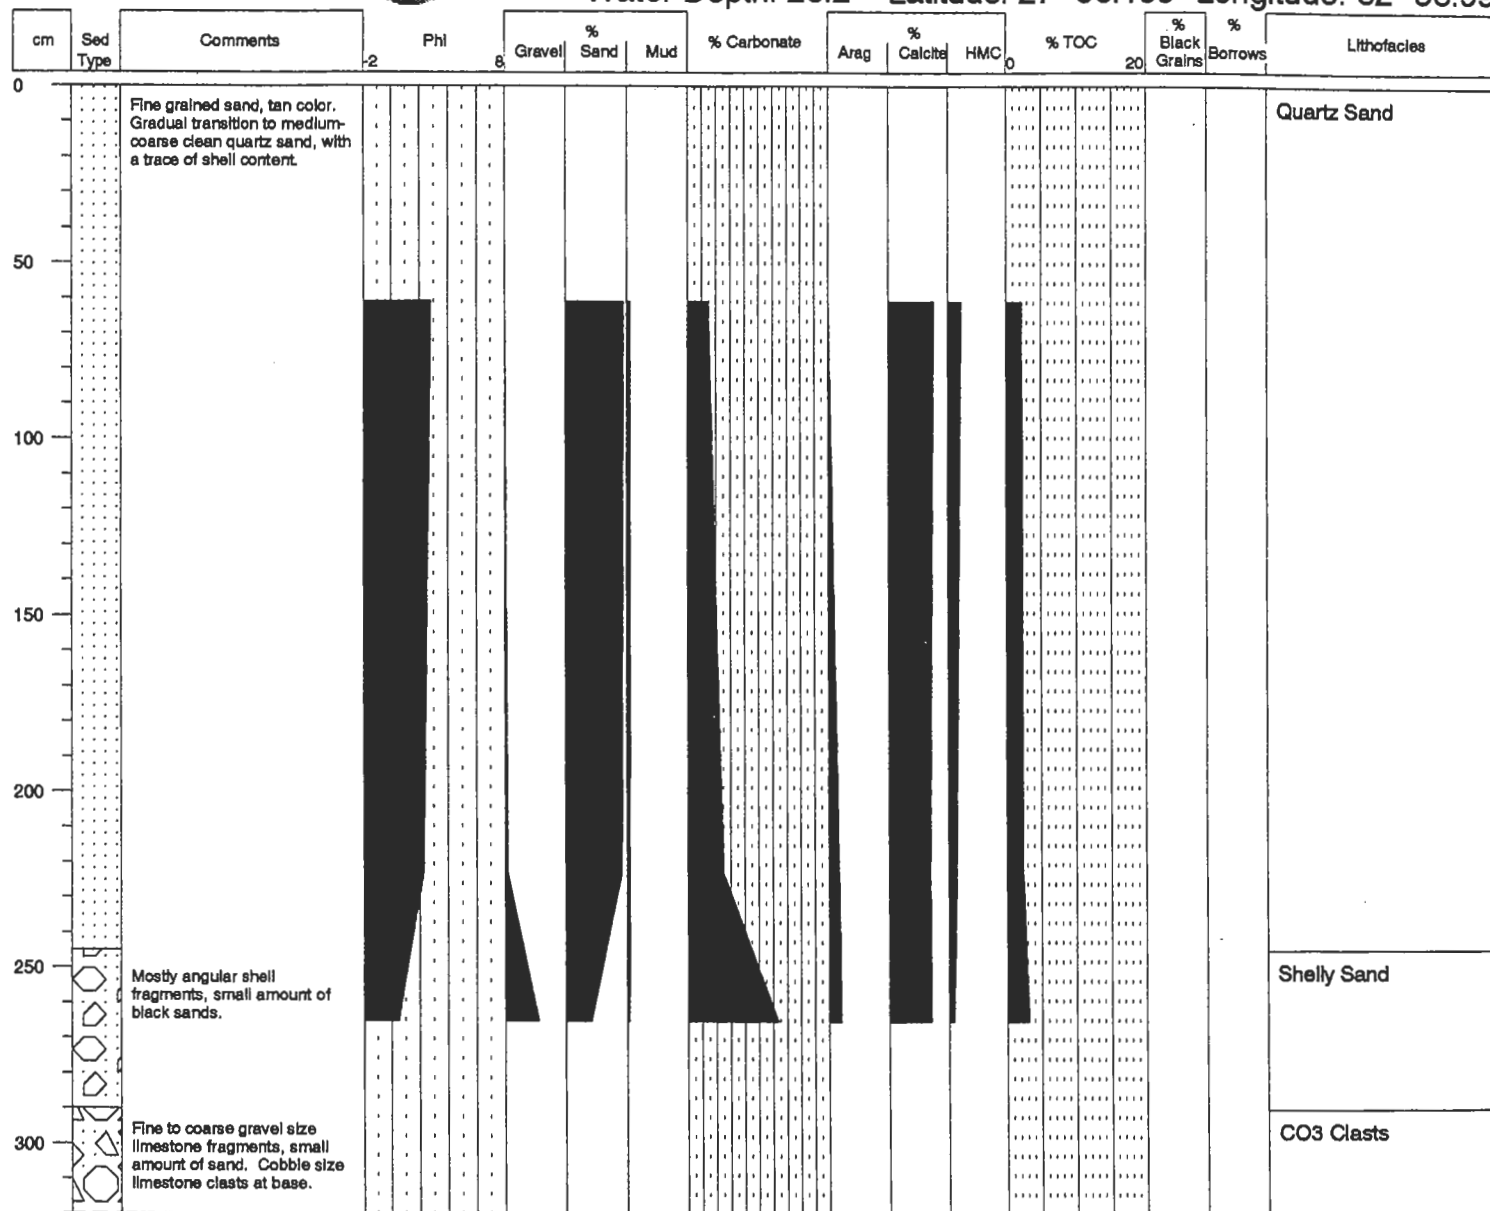 cm
Sed
Type
Comments
Phi
-2
8
%
Gravel Sand Mud
% Carbonate
%
Arag Calcite HMC
% TOC
0
20
%
Black
Grains
%
Borrows
Lithofacies
0
Fine grained sand, tan color.
Gradual transition to medium-
coarse clean quartz sand, with
a trace of shell content.
Quartz Sand
50
100
150
200
250
Mostly angular shell
fragments, small amount of
black sands.
Shelly Sand
300
Fine to coarse gravel size
limestone fragments, small
amount of sand. Cobble size
limestone clasts at base.
CO3 Clasts